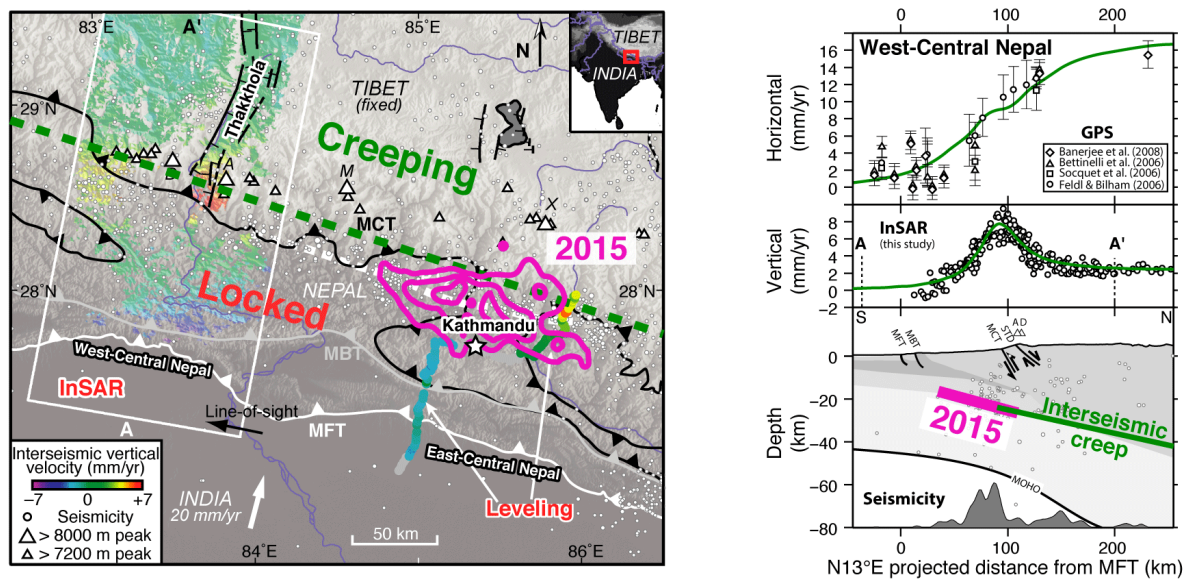 83°E
A'
85°E
N
TIBET
INDIA
29°N
Thakkhola
TIBET
(fixed)
Creeping
A
M
X
MCT
2015
28°N
Locked
NEPAL
28°N
Kathmandu
MBT
West-Central Nepal
InSAR
Line-of-sight
A
MFT
East-Central Nepal
Leveling
Interseismic vertical
velocity (mm/yr)
−7 0 +7
Seismicity
> 8000 m peak
> 7200 m peak
INDIA
20 mm/yr
50 km
84°E
86°E
0 100 200
West-Central Nepal
Horizontal
(mm/yr)
16
14
12
10
8
6
4
2
0
GPS
Banerjee et al. (2008)
Bettinelli et al. (2006)
Socquet et al. (2006)
Feldl & Bilham (2006)
Vertical
(mm/yr)
8
6
4
2
0
−2
InSAR
(this study)
A
A'
S
N
MFT
MBT
MCT
STD
A D
Depth
(km)
0
−20
−40
−60
−80
2015
Interseismic
creep
MOHO
Seismicity
0 100 200
N13°E projected distance from MFT (km)